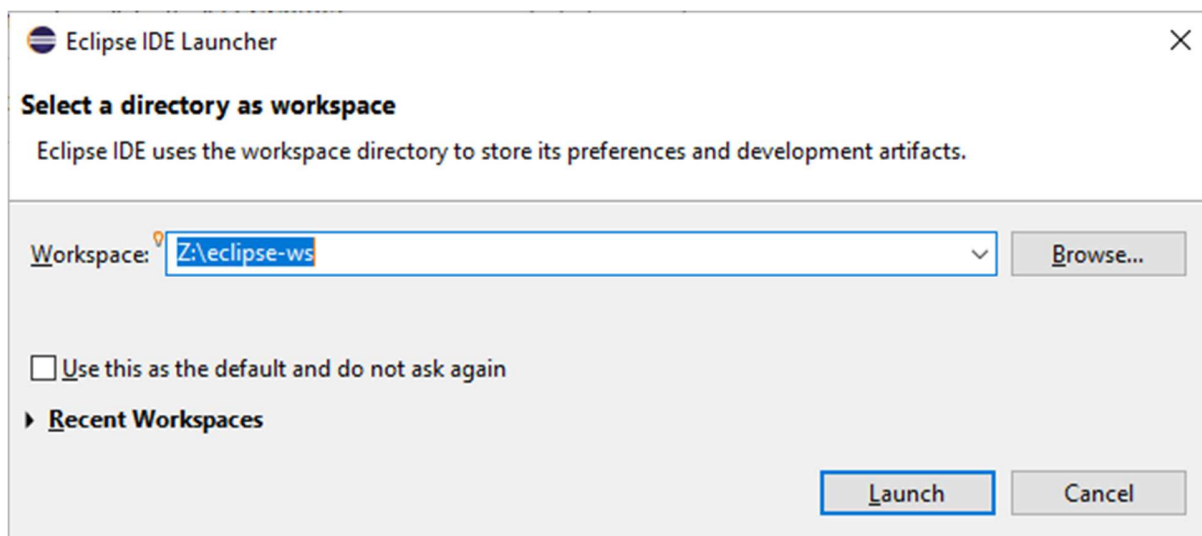 Eclipse IDE Launcher
Select a directory as workspace
Eclipse IDE uses the workspace directory to store its preferences and development artifacts.
Workspace: Z:\eclipse-ws Browse...
Use this as the default and do not ask again
Recent Workspaces
Launch Cancel